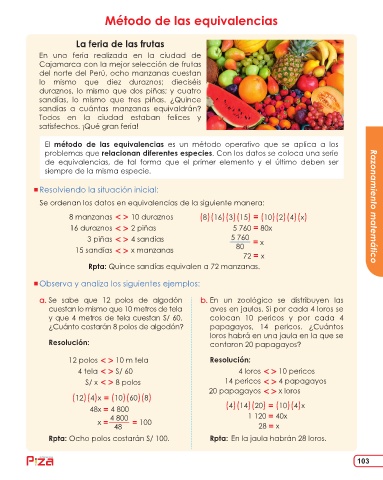 Método de las equivalencias
La feria de las frutas
En una feria realizada en la ciudad de
Cajamarca con la mejor selección de frutas
del norte del Perú, ocho manzanas cuestan
lo mismo que diez duraznos; dieciséis
duraznos, lo mismo que dos piñas; y cuatro
sandías, lo mismo que tres piñas. ¿Quince
sandías a cuántas manzanas equivaldrán?
Todos en la ciudad estaban felices y
satisfechos. ¡Qué gran feria!
El método de las equivalencias es un método operativo que se aplica a los
problemas que relacionan diferentes especies. Con los datos se coloca una serie
de equivalencias, de tal forma que el primer elemento y el último deben ser
siempre de la misma especie.
Resolviendo la situación inicial:
Se ordenan los datos en equivalencias de la siguiente manera:
8 manzanas < > 10 duraznos
16 duraznos < > 2 piñas
3 piñas < > 4 sandías
15 sandías < > x manzanas
(8)(16)(3)(15) = (10)(2)(4)(x)
5 760 = 80x
5 760
80
= x
72 = x
Rpta: Quince sandías equivalen a 72 manzanas.
Observa y analiza los siguientes ejemplos:
a. Se sabe que 12 polos de algodón
cuestan lo mismo que 10 metros de tela
y que 4 metros de tela cuestan S/ 60.
¿Cuánto costarán 8 polos de algodón?
Resolución:
12 polos < > 10 m tela
4 tela < > S/ 60
S/ x < > 8 polos
(12)(4)x = (10)(60)(8)
48x = 4 800
x = 4 800
48
= 100
Rpta: Ocho polos costarán S/ 100.
b. En un zoológico se distribuyen las
aves en jaulas. Si por cada 4 loros se
colocan 10 pericos y por cada 4
papagayos, 14 pericos, ¿Cuántos
loros habrá en una jaula en la que se
contaron 20 papagayos?
Resolución:
4 loros < > 10 pericos
14 pericos < > 4 papagayos
20 papagayos < > x loros
(4)(14)(20) = (10)(4)x
1 120 = 40x
28 = x
Rpta: En la jaula habrán 28 loros.
Razonamiento matemático
Piza
103